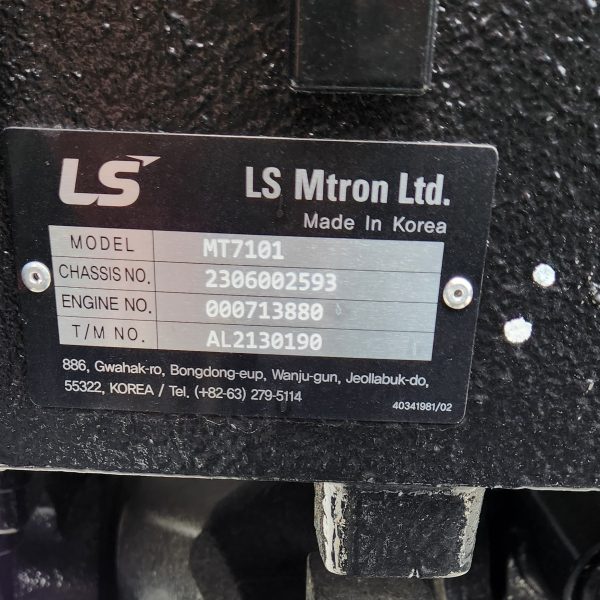 LS LS Mtron Ltd.
Made In Korea
MODEL MT7101
CHASSIS NO. 2306002593
ENGINE NO. 000713880
T/M NO. AL2130190
886, Gwahak-ro, Bongdong-eup, Wanju-gun, Jeollabuk-do,
55322, KOREA / Tel. (+82-63) 279-5114
40341981/02